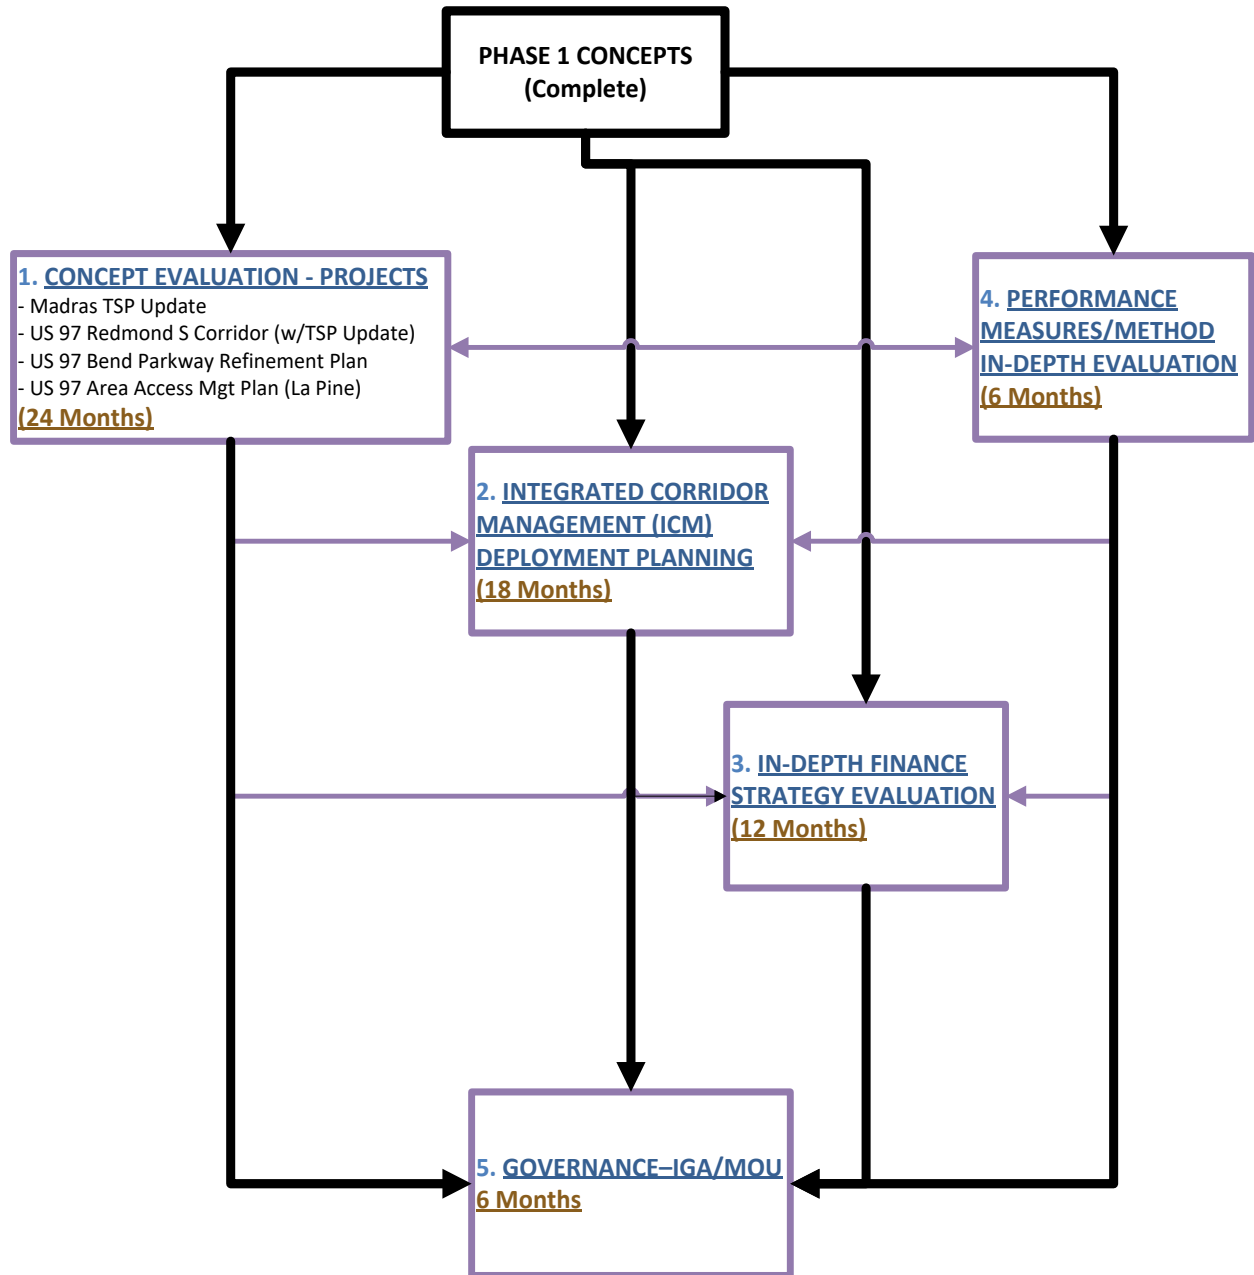 PHASE 1 CONCEPTS
(Complete)
1. CONCEPT EVALUATION - PROJECTS
- Madras TSP Update
- US 97 Redmond S Corridor (w/TSP Update)
- US 97 Bend Parkway Refinement Plan
- US 97 Area Access Mgt Plan (La Pine)
(24 Months)
4. PERFORMANCE
MEASURES/METHOD
IN-DEPTH EVALUATION
(6 Months)
2. INTEGRATED CORRIDOR
MANAGEMENT (ICM)
DEPLOYMENT PLANNING
(18 Months)
3. IN-DEPTH FINANCE
STRATEGY EVALUATION
(12 Months)
5. GOVERNANCE–IGA/MOU
6 Months